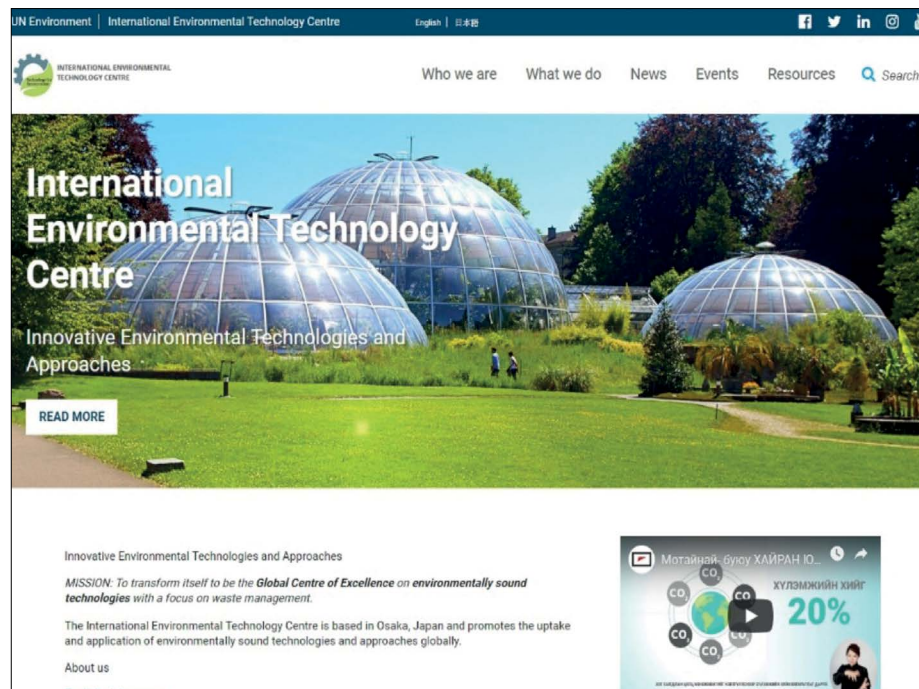 UN Environment | International Environmental Technology Centre
English | 日本語
INTERNATIONAL ENVIRONMENTAL
TECHNOLOGY CENTRE
Who we are What we do News Events Resources Search
International
Environmental Technology
Centre
Innovative Environmental Technologies and
Approaches
READ MORE
Innovative Environmental Technologies and Approaches
MISSION: To transform itself to be the Global Centre of Excellence on environmentally sound
technologies with a focus on waste management.
The International Environmental Technology Centre is based in Osaka, Japan and promotes the uptake
and application of environmentally sound technologies and approaches globally.
About us
Мотайнай- буюу ХАЙРАН Ю...
ХҮЛЭМЖИЙН ХИЙГ
20%
CO₂
CO₂
CO
CO₂
CO₂
CO₂